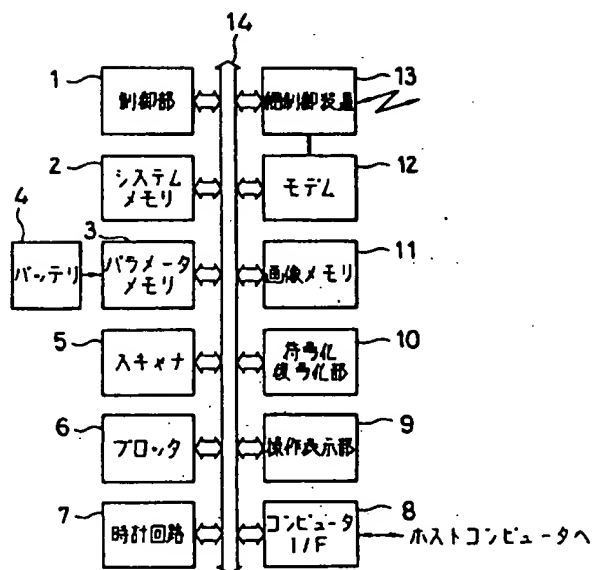 14
1
制御部
13
網制御装置
2
システム
メモリ
12
モデム
4
バッテリ
3
パラメータ
メモリ
11
画像メモリ
5
スキャナ
10
符号化
復号化部
6
プロッタ
9
操作表示部
7
時計回路
8
コンピュータ
I/F
ホストコンピュータへ